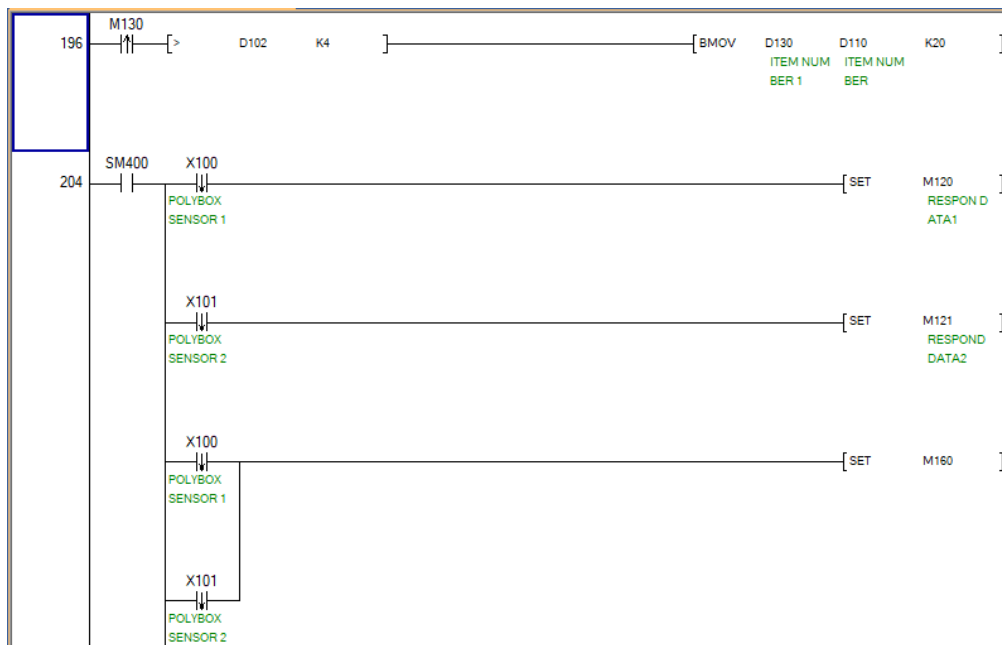 M130
196 [> D102 K4 ] [BMOV D130 D110 K20 ]
ITEM NUM ITEM NUM
BER 1 BER
SM400 X100
204 [SET M120 ]
POLYBOX RESPON D
SENSOR 1 ATA1
X101
[SET M121 ]
POLYBOX RESPOND
SENSOR 2 DATA2
X100
[SET M160 ]
POLYBOX
SENSOR 1
X101
POLYBOX
SENSOR 2